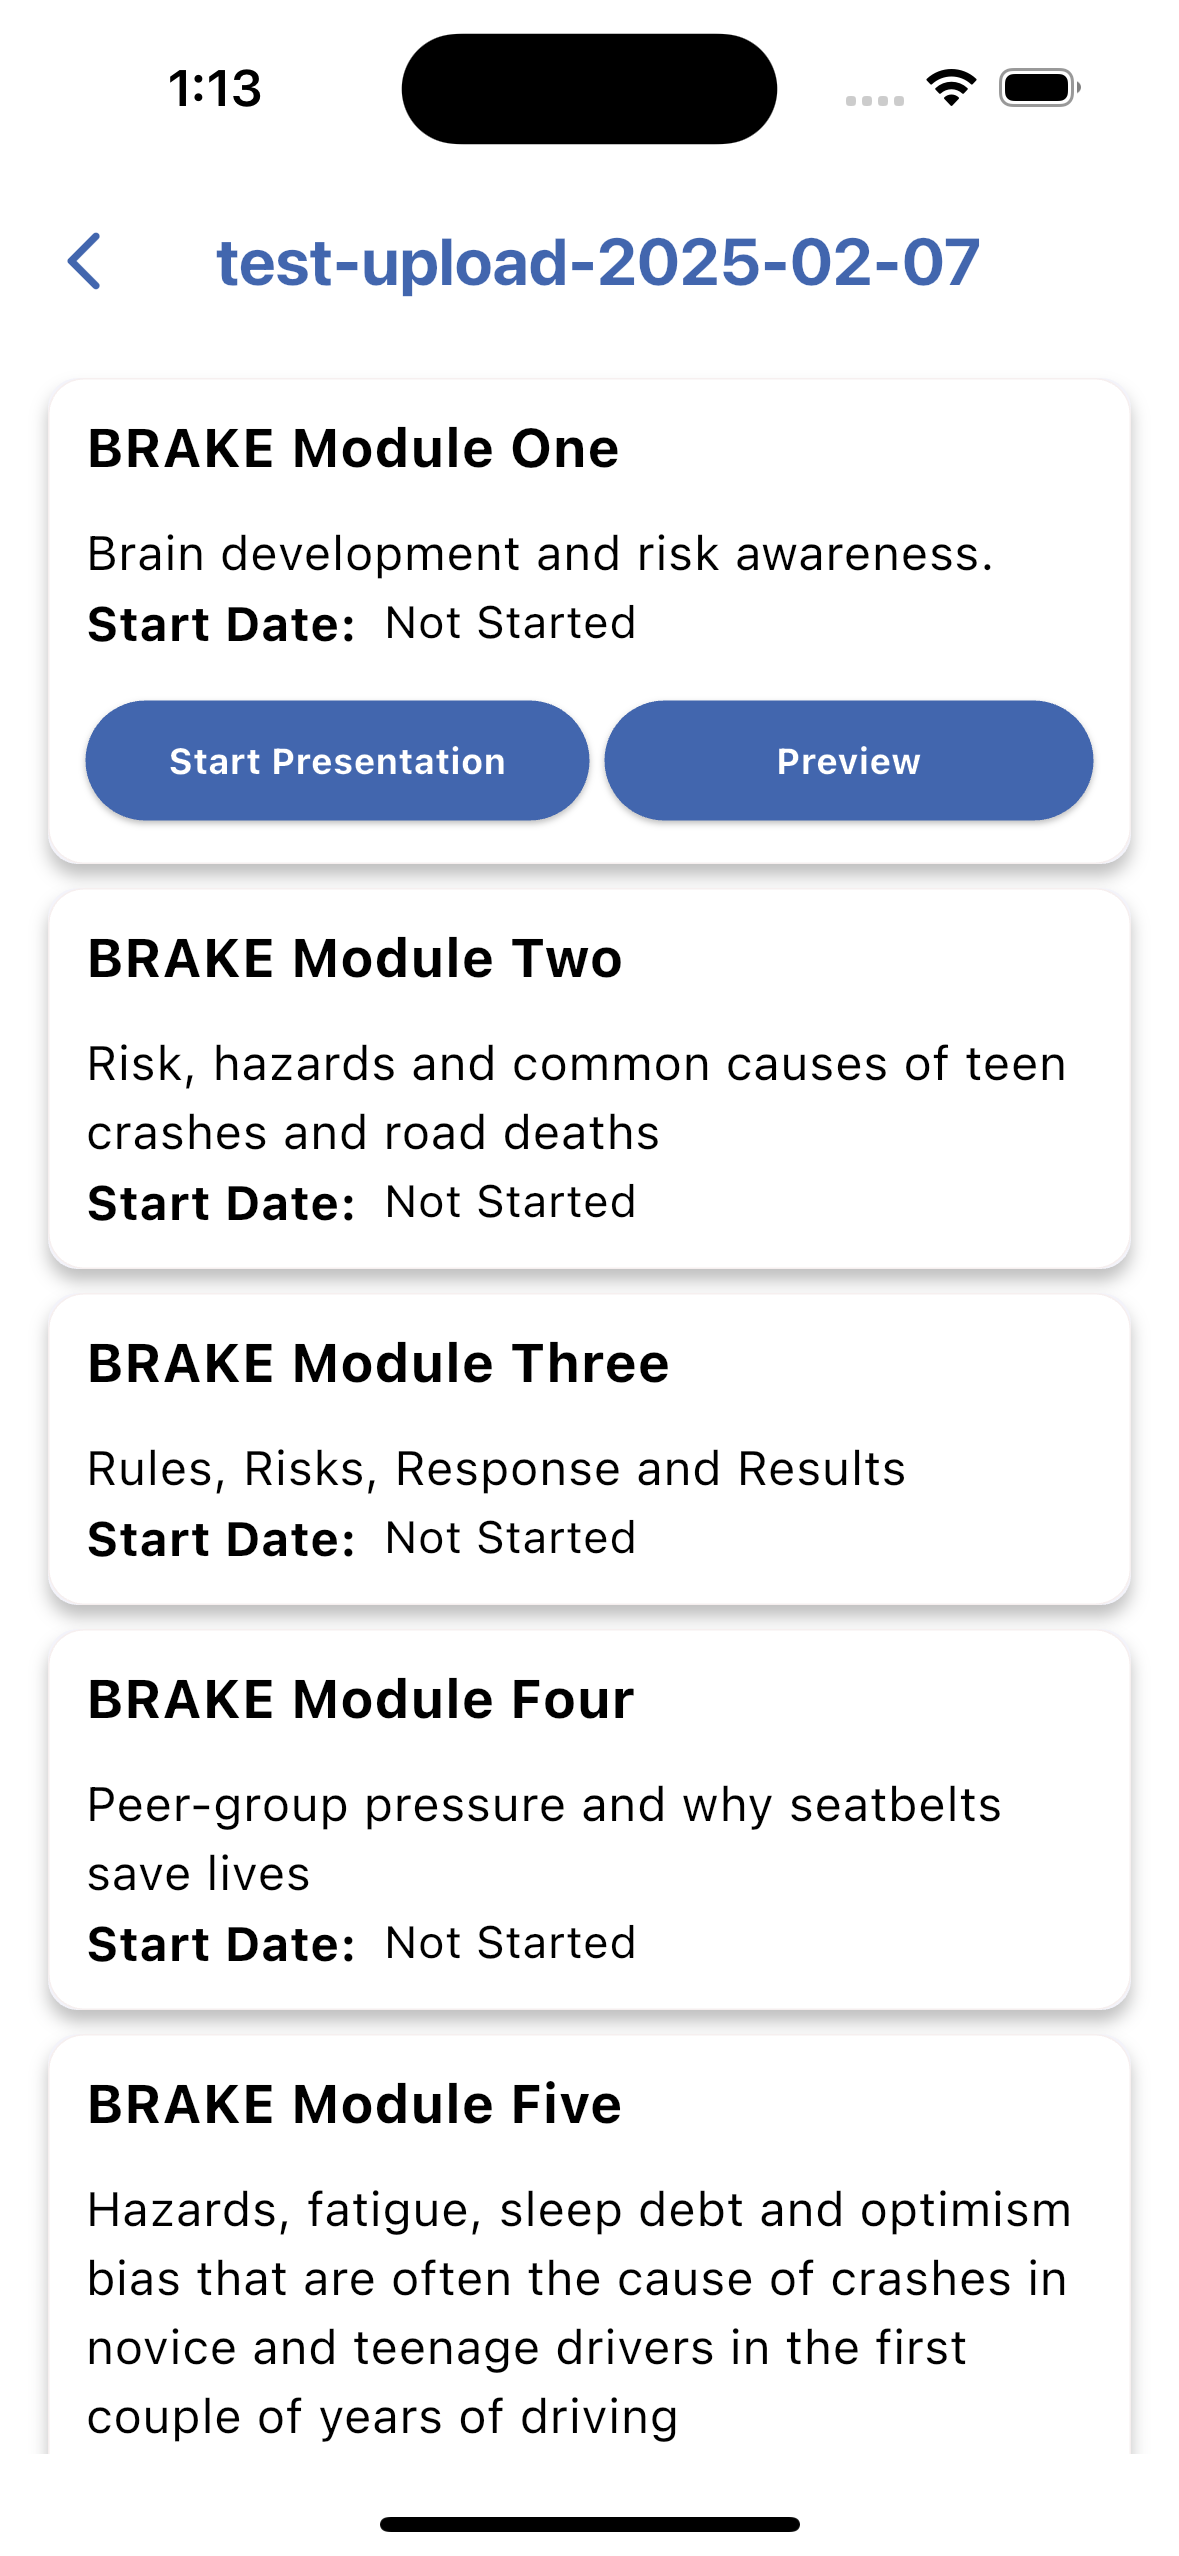 1:13
test-upload-2025-02-07
BRAKE Module One
Brain development and risk awareness.
Start Date: Not Started
Start Presentation Preview
BRAKE Module Two
Risk, hazards and common causes of teen
crashes and road deaths
Start Date: Not Started
BRAKE Module Three
Rules, Risks, Response and Results
Start Date: Not Started
BRAKE Module Four
Peer-group pressure and why seatbelts
save lives
Start Date: Not Started
BRAKE Module Five
Hazards, fatigue, sleep debt and optimism
bias that are often the cause of crashes in
novice and teenage drivers in the first
couple of years of driving